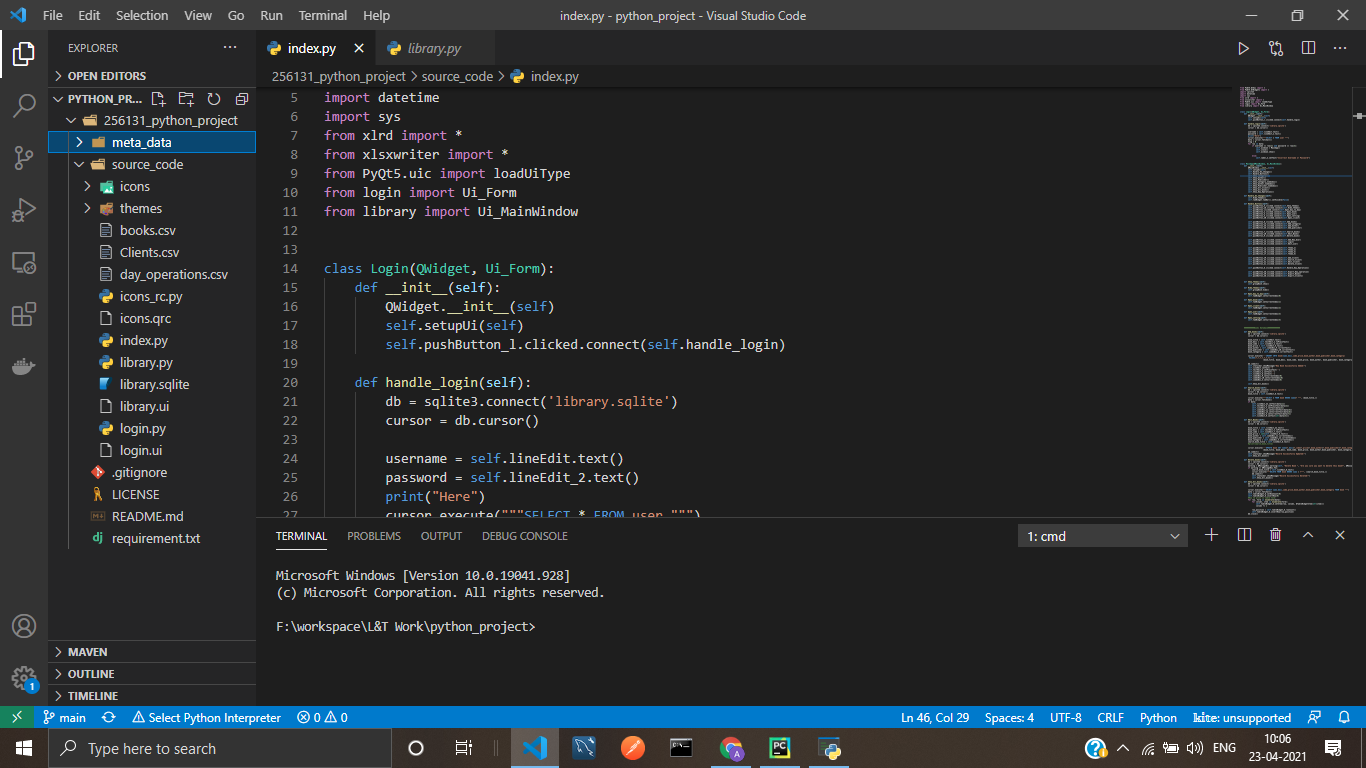 File Edit Selection View Go Run Terminal Help index.py - python_project - Visual Studio Code
EXPLORER
OPEN EDITORS
PYTHON_PR...
256131_python_project
meta_data
source_code
icons
themes
books.csv
Clients.csv
day_operations.csv
icons_rc.py
icons.qrc
index.py
library.py
library.sqlite
library.ui
login.py
login.ui
.gitignore
LICENSE
README.md
requirement.txt
MAVEN
OUTLINE
TIMELINE
index.py library.py
256131_python_project > source_code > index.py
5 import datetime
6 import sys
7 from xlrd import *
8 from xlsxwriter import *
9 from PyQt5.uic import loadUiType
10 from login import Ui_Form
11 from library import Ui_MainWindow
12
13
14 class Login(QWidget, Ui_Form):
15 def __init__(self):
16 QWidget.__init__(self)
17 self.setupUi(self)
18 self.pushButton_l.clicked.connect(self.handle_login)
19
20 def handle_login(self):
21 db = sqlite3.connect('library.sqlite')
22 cursor = db.cursor()
23
24 username = self.lineEdit.text()
25 password = self.lineEdit_2.text()
26 print("Here")
27 cursor.execute("""SELECT * FROM user """)
TERMINAL PROBLEMS OUTPUT DEBUG CONSOLE 1: cmd
Microsoft Windows [Version 10.0.19041.928]
(c) Microsoft Corporation. All rights reserved.
F:\workspace\L&T Work\python_project>
1
main Select Python Interpreter 0 0 Ln 46, Col 29 Spaces: 4 UTF-8 CRLF Python kite: unsupported
Type here to search
A
PC
ENG
10:06
23-04-2021